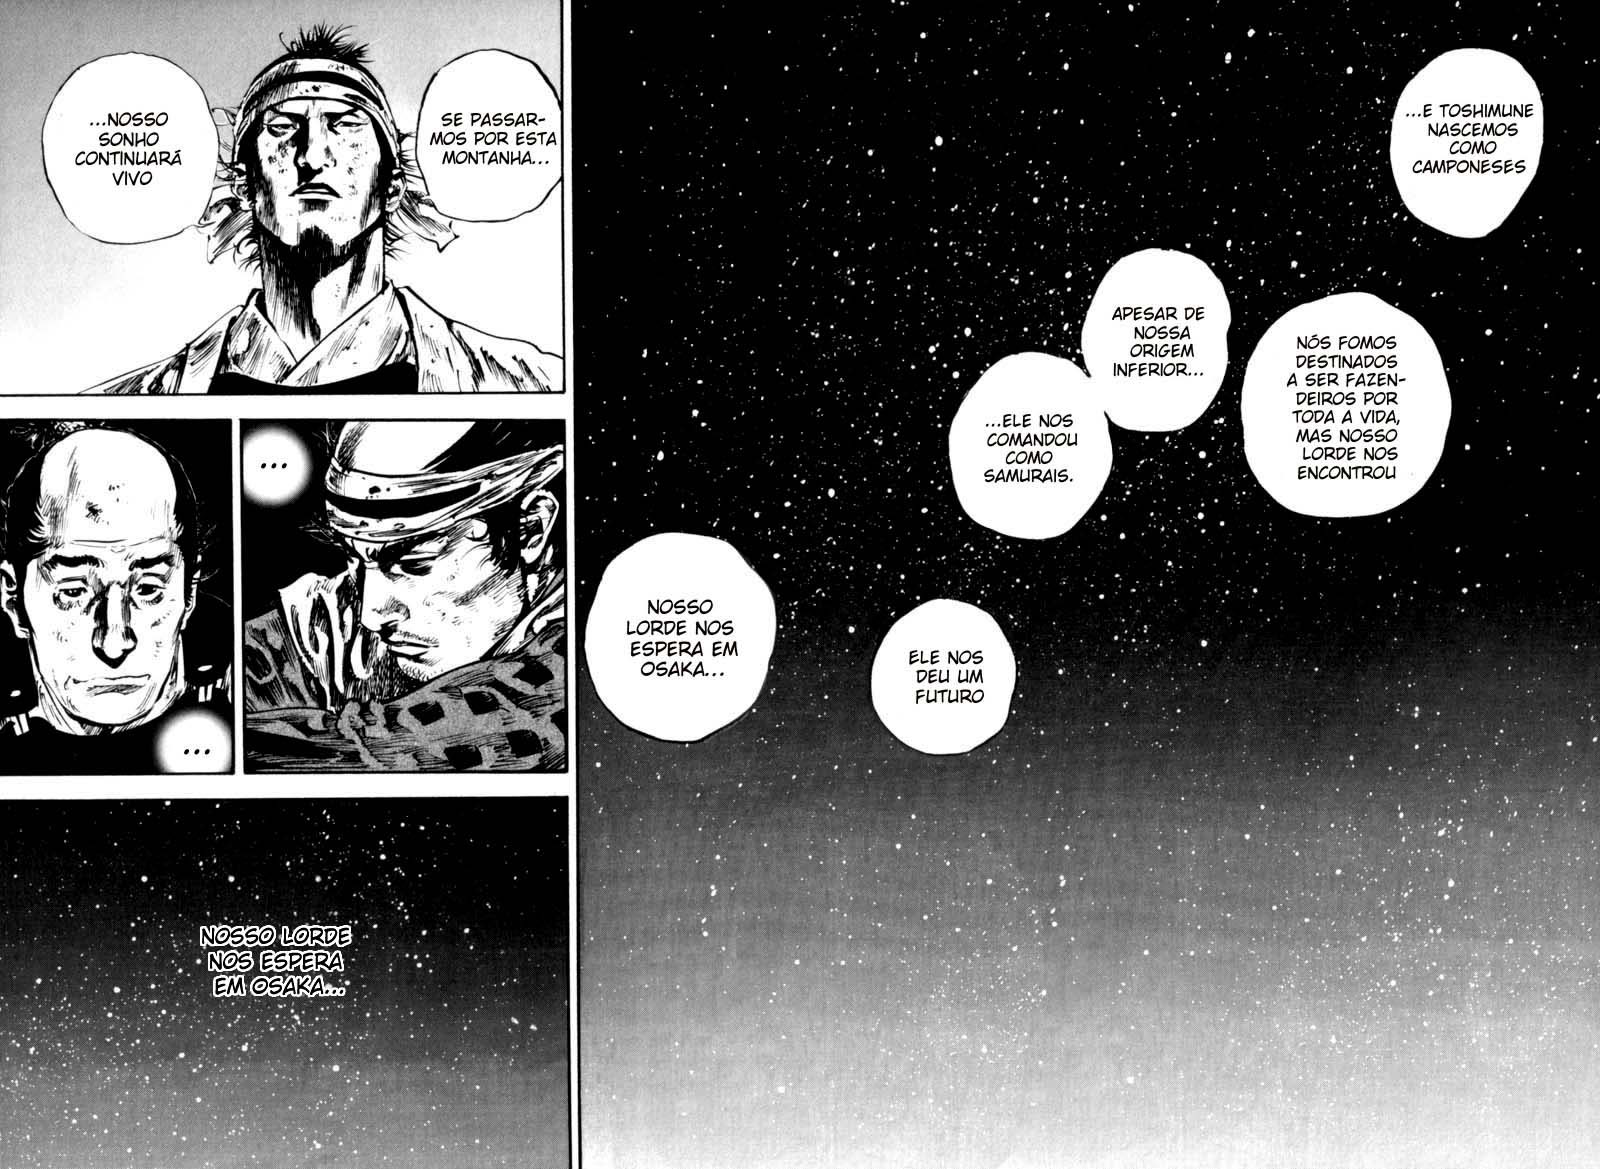 ...E TOSHIMUNE
NASCEMOS
COMO
CAMPONESES
NÓS FOMOS
DESTINADOS
A SER FAZEN-
DEIROS POR
TODA A VIDA,
MAS NOSSO
LORDE NOS
ENCONTROU
APESAR DE
NOSSA
ORIGEM
INFERIOR...
...ELE NOS
COMANDOU
COMO
SAMURAIS.
ELE NOS
DEU UM
FUTURO
NOSSO
LORDE NOS
ESPERA EM
OSAKA...
SE PASSAR-
MOS POR ESTA
MONTANHA...
...NOSSO
SONHO
CONTINUARÁ
VIVO
...
...
NOSSO LORDE
NOS ESPERA
EM OSAKA...